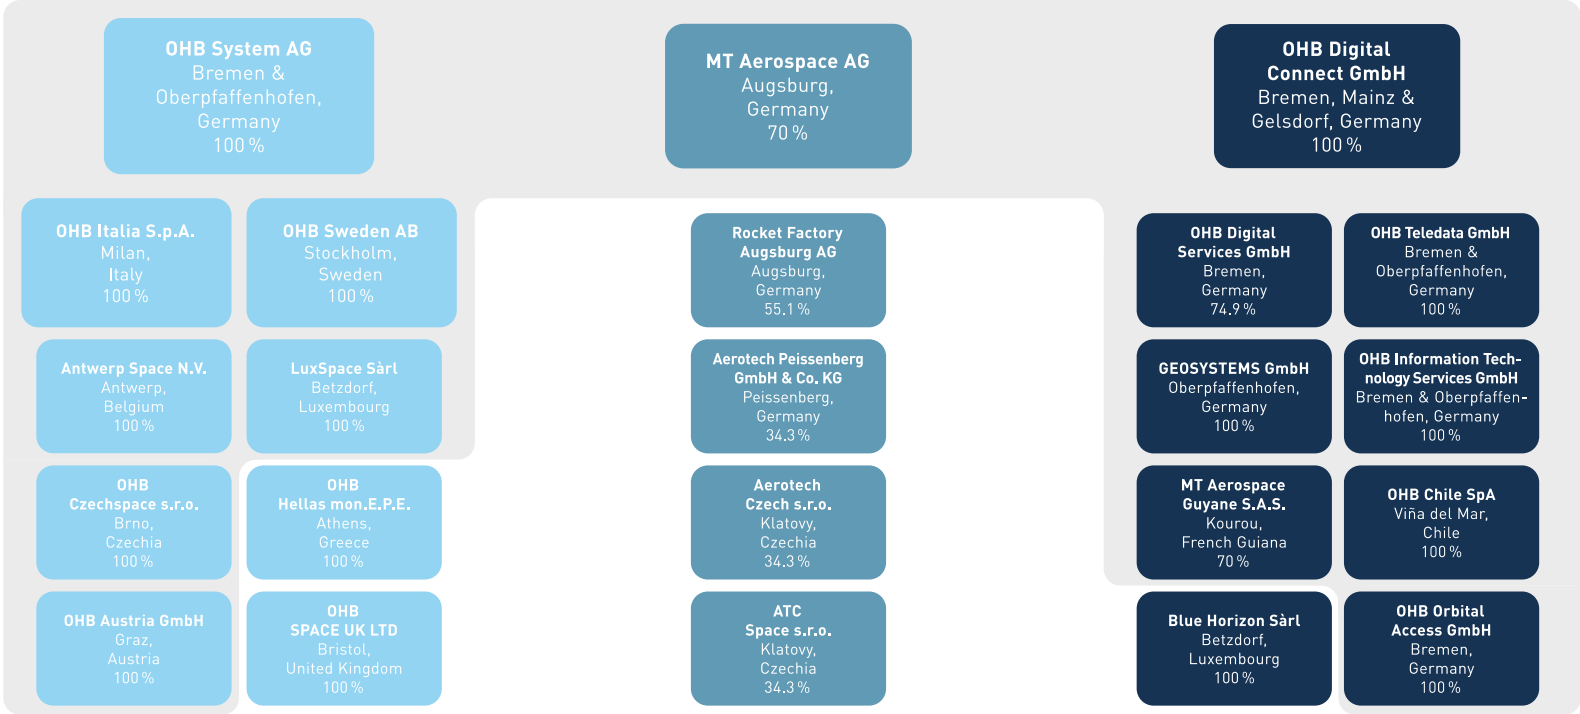 OHB System AG
Bremen &
Oberpfaffenhofen,
Germany
100 %
MT Aerospace AG
Augsburg,
Germany
70 %
OHB Digital
Connect GmbH
Bremen, Mainz &
Gelsdorf, Germany
100 %
OHB Italia S.p.A.
Milan,
Italy
100 %
OHB Sweden AB
Stockholm,
Sweden
100 %
Antwerp Space N.V.
Antwerp,
Belgium
100 %
LuxSpace Sàrl
Betzdorf,
Luxembourg
100 %
OHB
Czechspace s.r.o.
Brno,
Czechia
100 %
OHB
Hellas mon.E.P.E.
Athens,
Greece
100 %
OHB Austria GmbH
Graz,
Austria
100 %
OHB
SPACE UK LTD
Bristol,
United Kingdom
100 %
Rocket Factory
Augsburg AG
Augsburg,
Germany
55.1 %
Aerotech Peissenberg
GmbH & Co. KG
Peissenberg,
Germany
34.3 %
Aerotech
Czech s.r.o.
Klatovy,
Czechia
34.3 %
ATC
Space s.r.o.
Klatovy,
Czechia
34.3 %
OHB Digital
Services GmbH
Bremen,
Germany
74.9 %
OHB Teledata GmbH
Bremen &
Oberpfaffenhofen,
Germany
100 %
GEOSYSTEMS GmbH
Oberpfaffenhofen,
Germany
100 %
OHB Information Tech-
nology Services GmbH
Bremen & Oberpfaffen-
hofen, Germany
100 %
MT Aerospace
Guyane S.A.S.
Kourou,
French Guiana
70 %
OHB Chile SpA
Viña del Mar,
Chile
100 %
Blue Horizon Sàrl
Betzdorf,
Luxembourg
100 %
OHB Orbital
Access GmbH
Bremen,
Germany
100 %